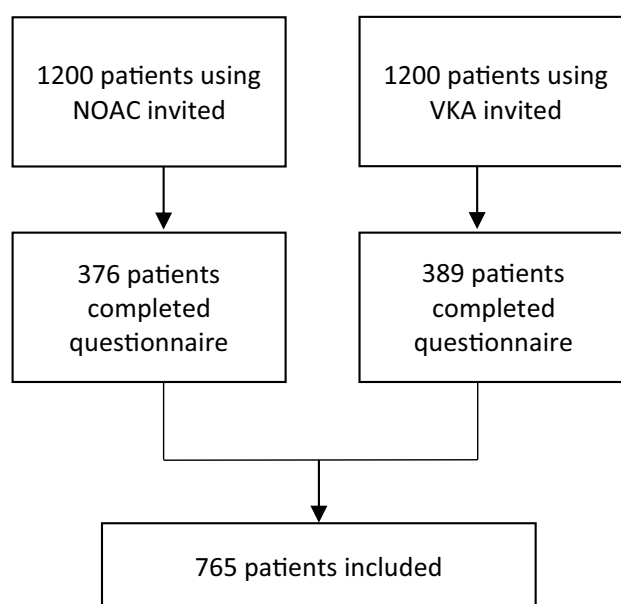 1200 patients using
NOAC invited
1200 patients using
VKA invited
376 patients
completed
questionnaire
389 patients
completed
questionnaire
765 patients included